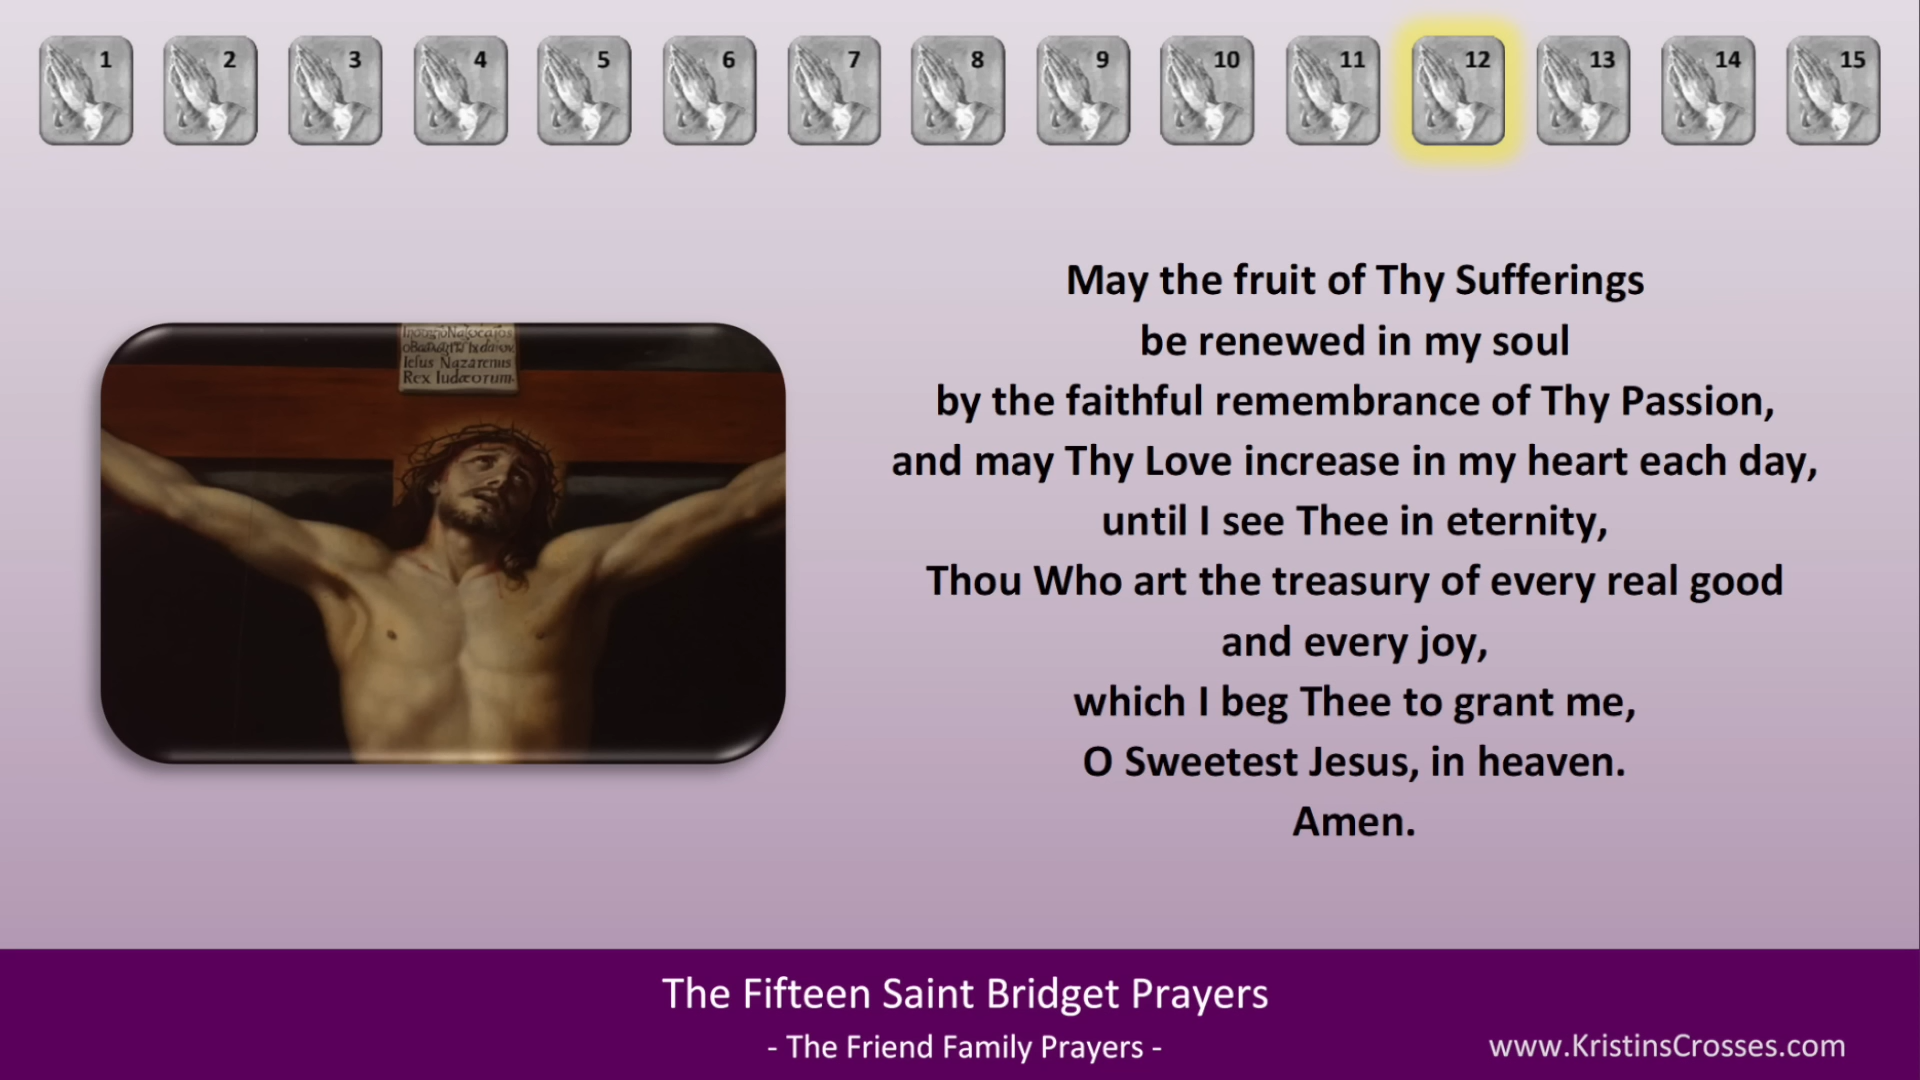 1 2 3 4 5 6 7 8 9 10 11 12 13 14 15
Iesus Nazarenus
Rex Iudæorum.
May the fruit of Thy Sufferings
be renewed in my soul
by the faithful remembrance of Thy Passion,
and may Thy Love increase in my heart each day,
until I see Thee in eternity,
Thou Who art the treasury of every real good
and every joy,
which I beg Thee to grant me,
O Sweetest Jesus, in heaven.
Amen.
The Fifteen Saint Bridget Prayers
- The Friend Family Prayers -
www.KristinsCrosses.com